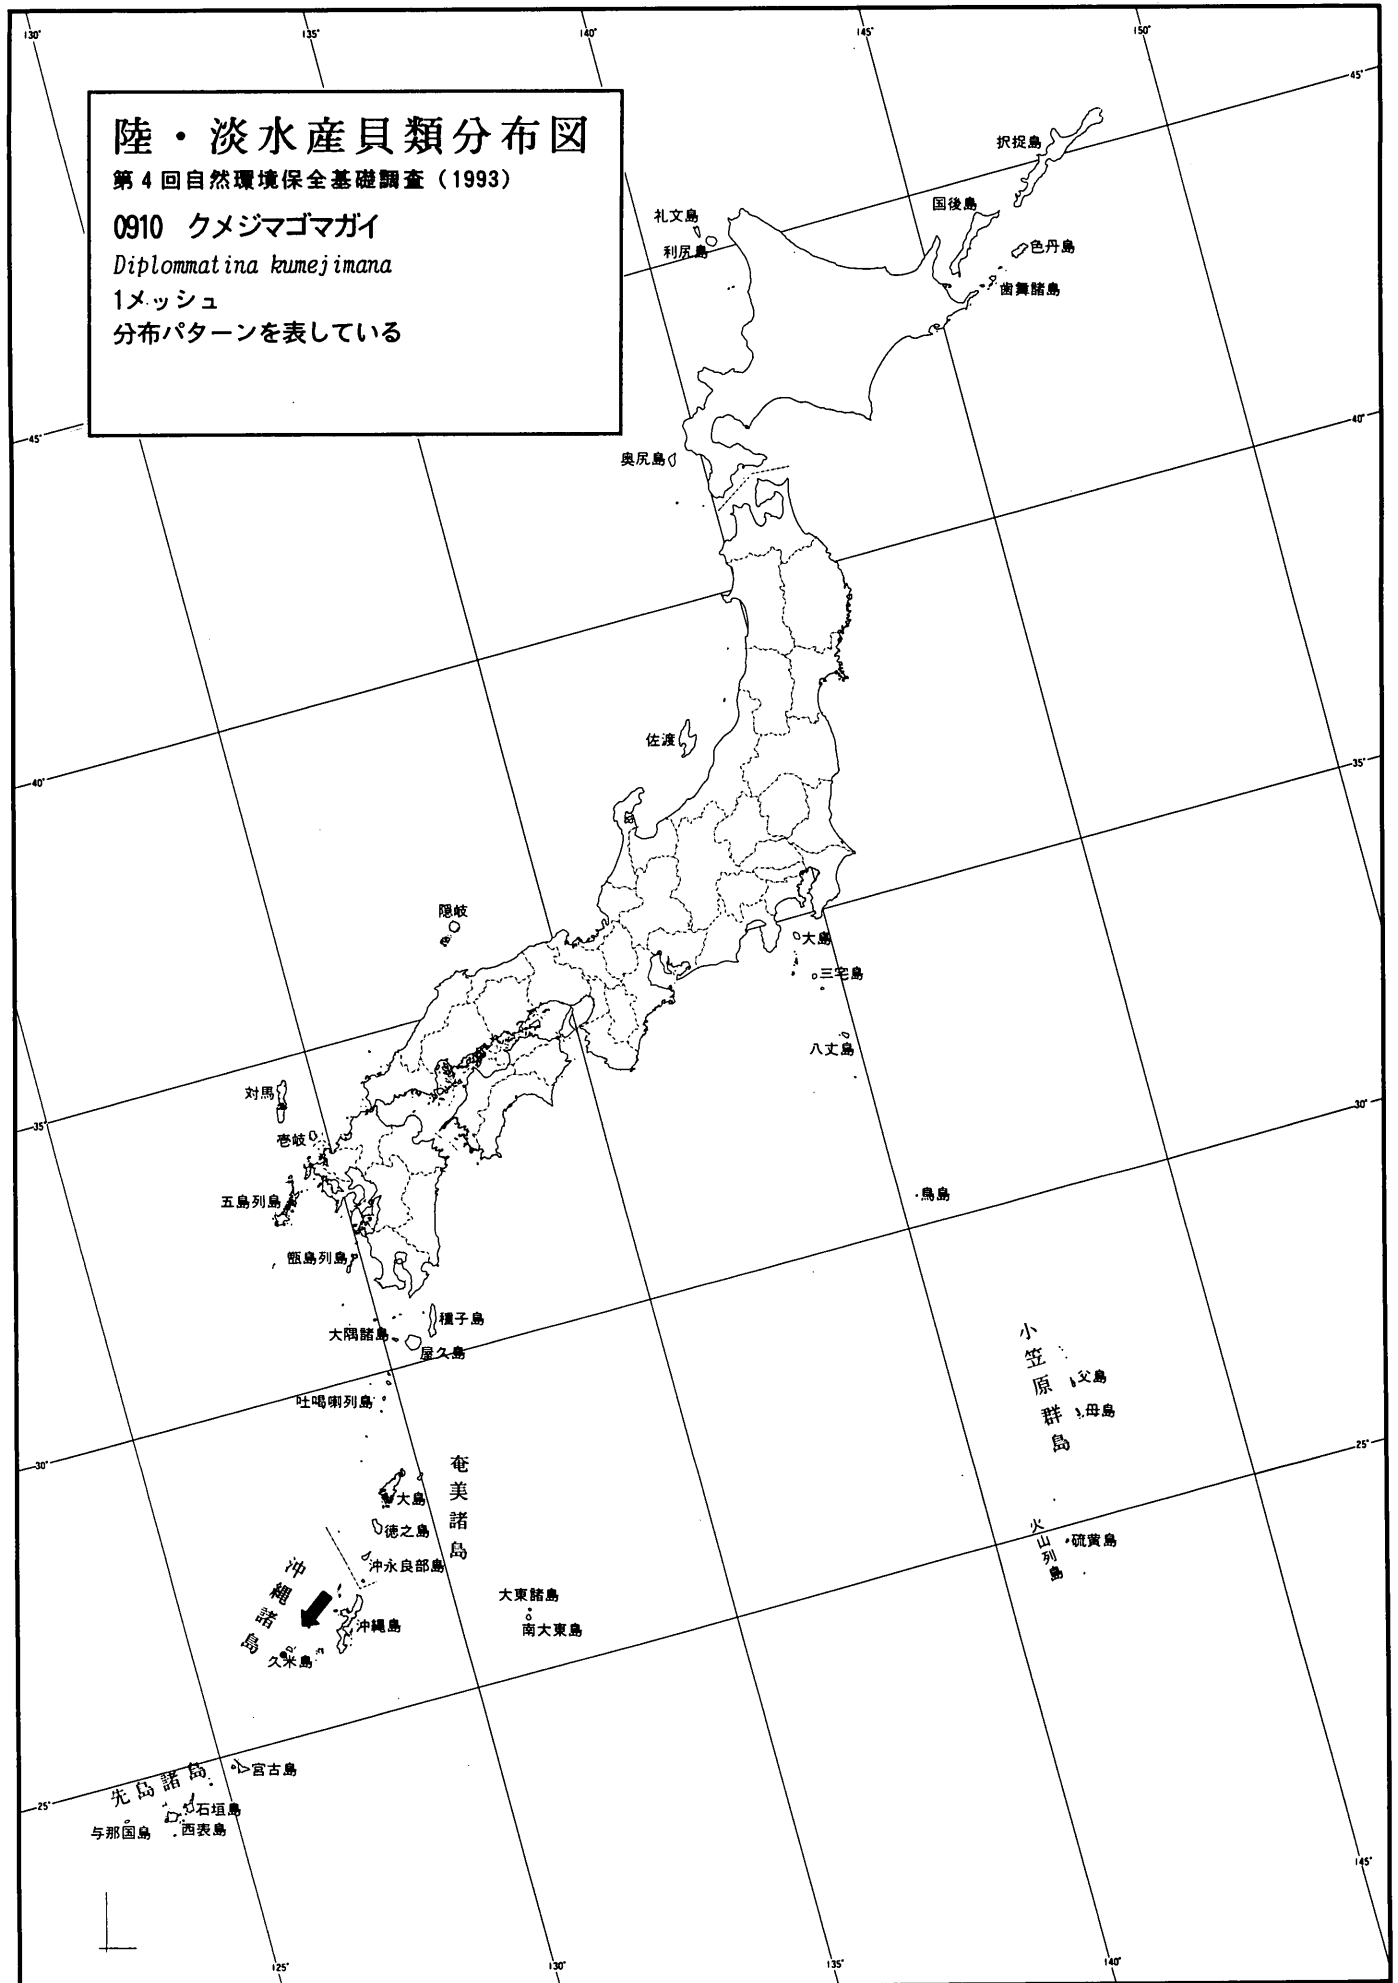 130°
135°
140°
145°
150°
陸・淡水産貝類分布図
第4回自然環境保全基礎調査（1993）
0910 クメジマゴマガイ
Diplommatina kumejimana
1メッシュ
分布パターンを表している
45°
択捉島
国後島
色丹島
歯舞諸島
礼文島
利尻島
45°
40°
奥尻島
佐渡
40°
35°
隠岐
大島
三宅島
八丈島
対馬
壱岐
35°
30°
五島列島
鳥島
甑島列島
種子島
大隅諸島
屋久島
吐噶喇列島
小笠原群島
父島
母島
30°
25°
奄美諸島
大島
徳之島
沖永良部島
火山列島
硫黄島
沖縄諸島
沖縄島
久米島
大東諸島
南大東島
先島諸島
宮古島
石垣島
西表島
与那国島
25°
145°
125°
130°
135°
140°